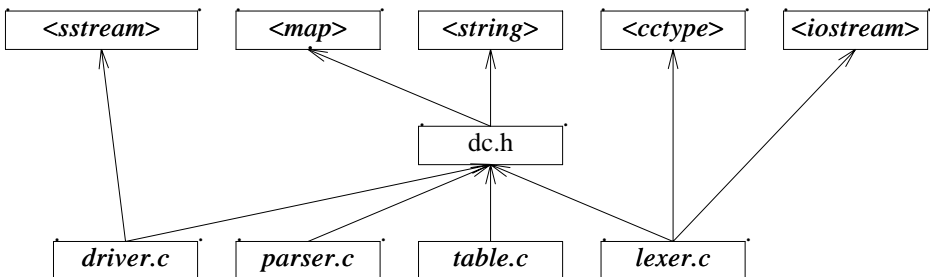 <sstream> <map> <string> <cctype> <iostream>
dc.h
driver.c parser.c table.c lexer.c